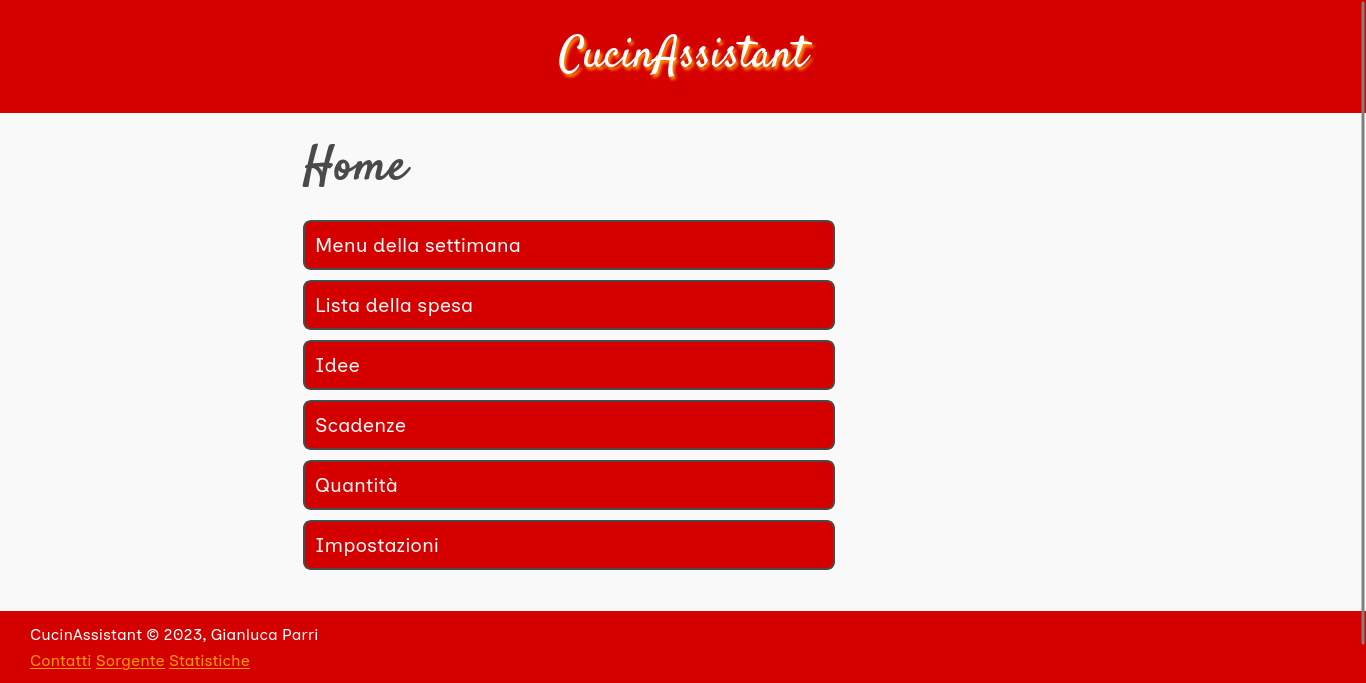 CucinAssistant
Home
Menu della settimana
Lista della spesa
Idee
Scadenze
Quantità
Impostazioni
CucinAssistant © 2023, Gianluca Parri
Contatti Sorgente Statistiche